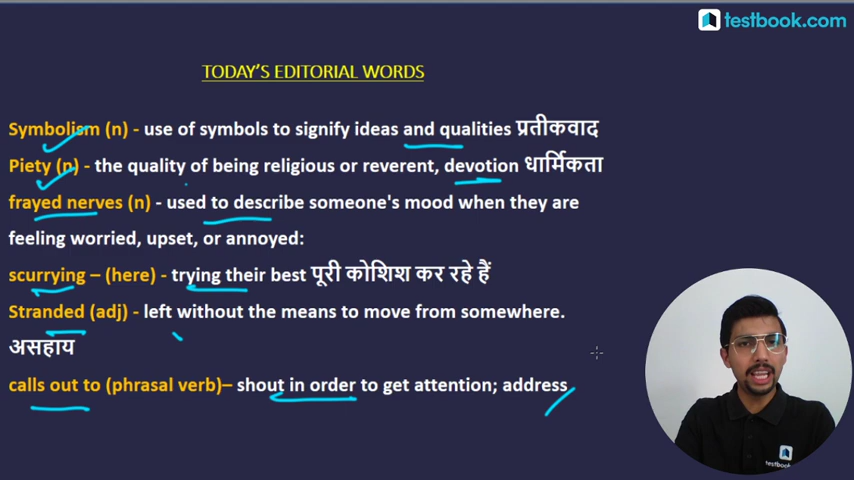 testbook.com
TODAY'S EDITORIAL WORDS
Symbolism (n) - use of symbols to signify ideas and qualities प्रतीकवाद
Piety (n) - the quality of being religious or reverent, devotion धार्मिकता
frayed nerves (n) - used to describe someone's mood when they are
feeling worried, upset, or annoyed:
scurrying – (here) - trying their best पूरी कोशिश कर रहे हैं
Stranded (adj) - left without the means to move from somewhere.
असहाय
calls out to (phrasal verb)– shout in order to get attention; address
testbook.com